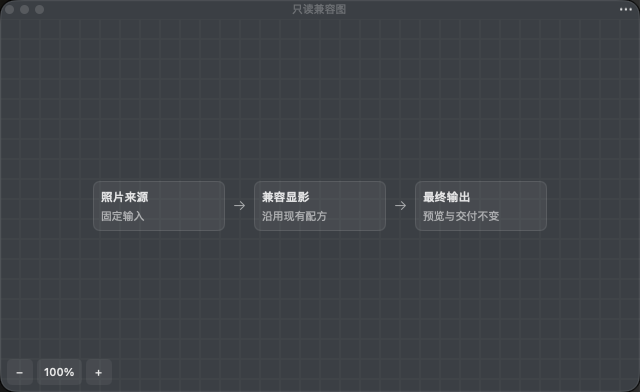 只读兼容图
照片来源
固定输入
→
兼容显影
沿用现有配方
→
最终输出
预览与交付不变
− 100% +